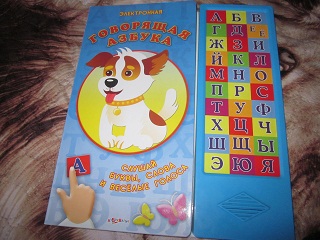 ЭЛЕКТРОННАЯ
ГОВОРЯЩАЯ
АЗБУКА
А
СЛУШАЙ
БУКВЫ, СЛОВА
И ВЕСЁЛЫЕ ГОЛОСА
А Б В
Г Д Е Ё
Ж З И
Й К Л
М Н О
П Р С
Т У Ф
Х Ц Ч
Ш Щ Ы
Э Ю Я